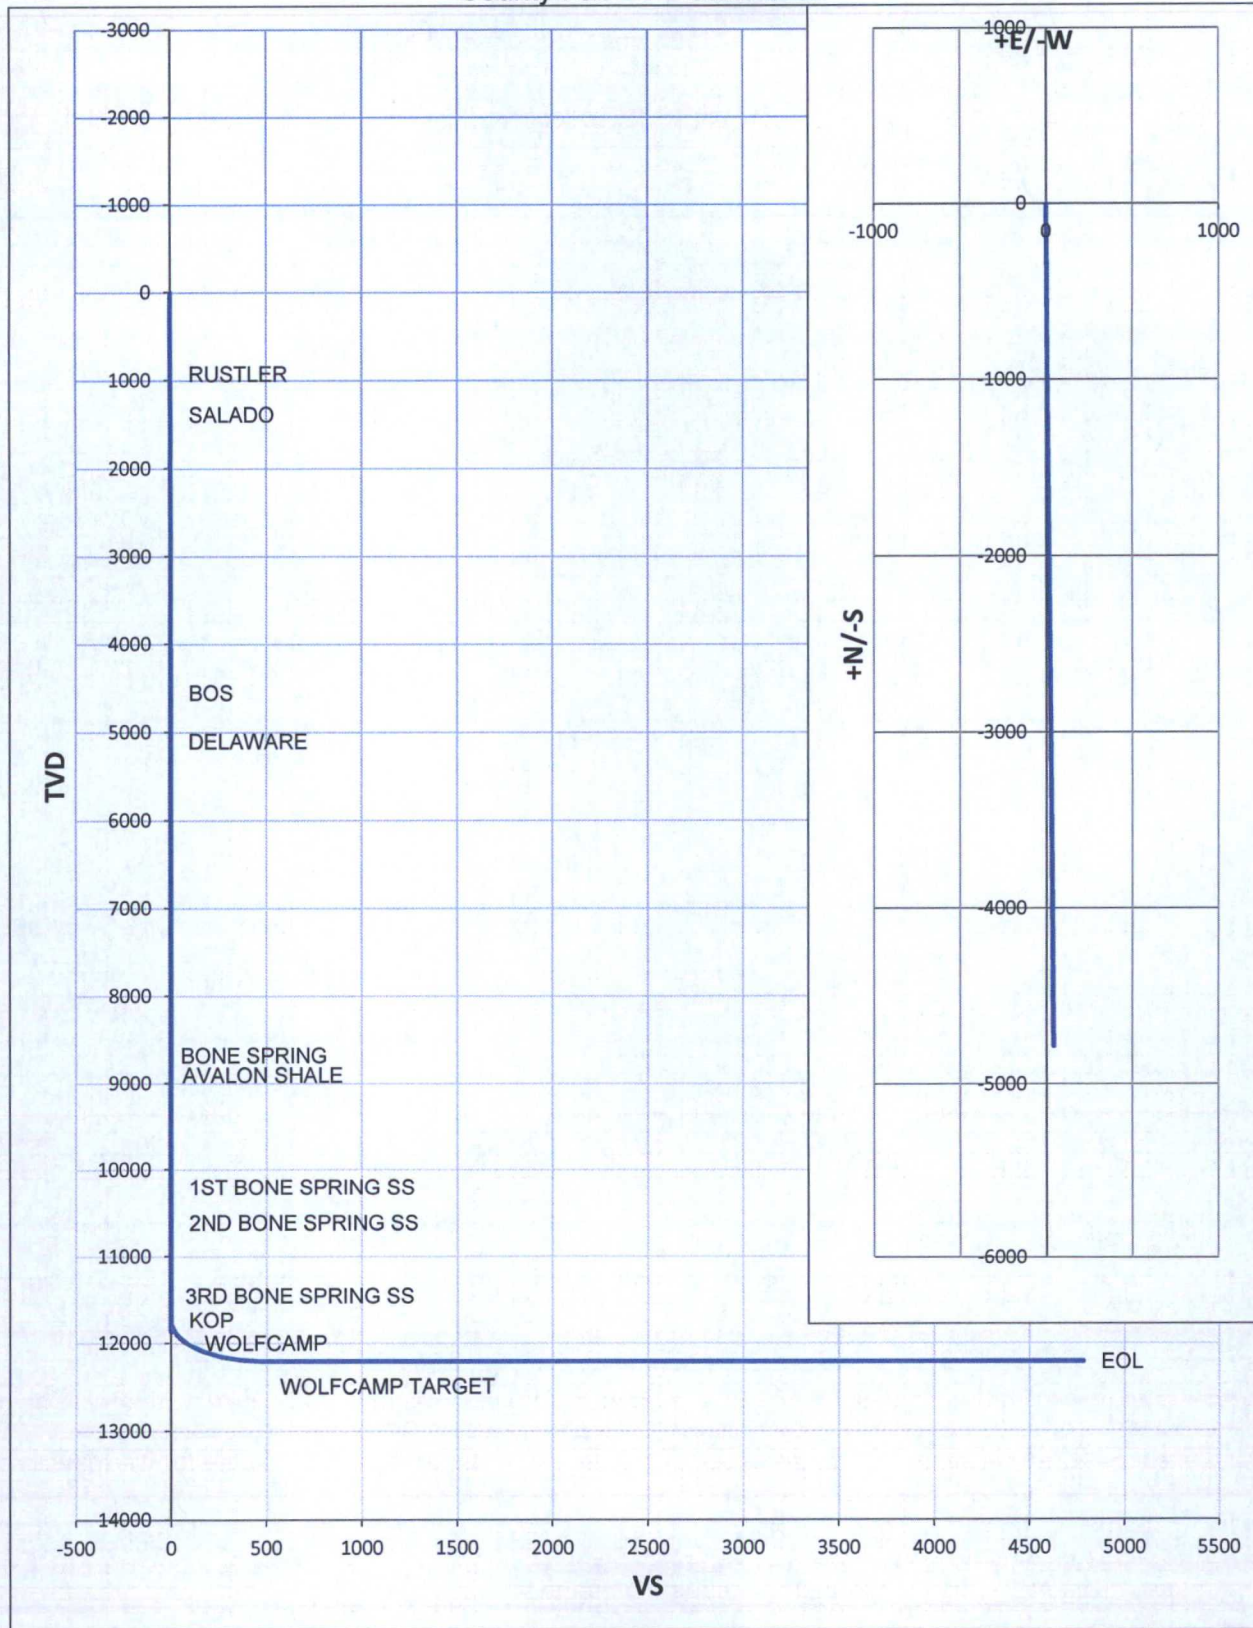 -3000
-2000
-1000
0
1000
2000
3000
4000
5000
6000
7000
8000
9000
10000
11000
12000
13000
14000
TVD
RUSTLER
SALADO
BOS
DELAWARE
BONE SPRING
AVALON SHALE
1ST BONE SPRING SS
2ND BONE SPRING SS
3RD BONE SPRING SS
KOP
WOLFCAMP
EOL
WOLFCAMP TARGET
-500 0 500 1000 1500 2000 2500 3000 3500 4000 4500 5000 5500
VS
1000
+E/-W
0
-1000 0 1000
-1000
-2000
+N/-S
-3000
-4000
-5000
-6000